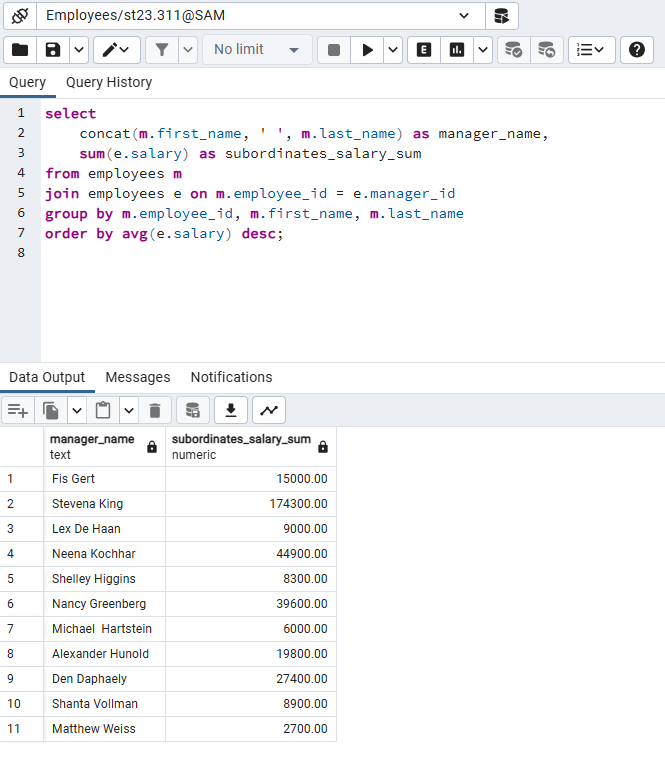 Employees/st23.311@SAM
No limit
E
Query Query History
1 select
2 concat(m.first_name, ' ', m.last_name) as manager_name,
3 sum(e.salary) as subordinates_salary_sum
4 from employees m
5 join employees e on m.employee_id = e.manager_id
6 group by m.employee_id, m.first_name, m.last_name
7 order by avg(e.salary) desc;
8
Data Output Messages Notifications
manager_name subordinates_salary_sum
text numeric
1 Fis Gert 15000.00
2 Stevena King 174300.00
3 Lex De Haan 9000.00
4 Neena Kochhar 44900.00
5 Shelley Higgins 8300.00
6 Nancy Greenberg 39600.00
7 Michael  Hartstein 6000.00
8 Alexander Hunold 19800.00
9 Den Daphaely 27400.00
10 Shanta Vollman 8900.00
11 Matthew Weiss 2700.00